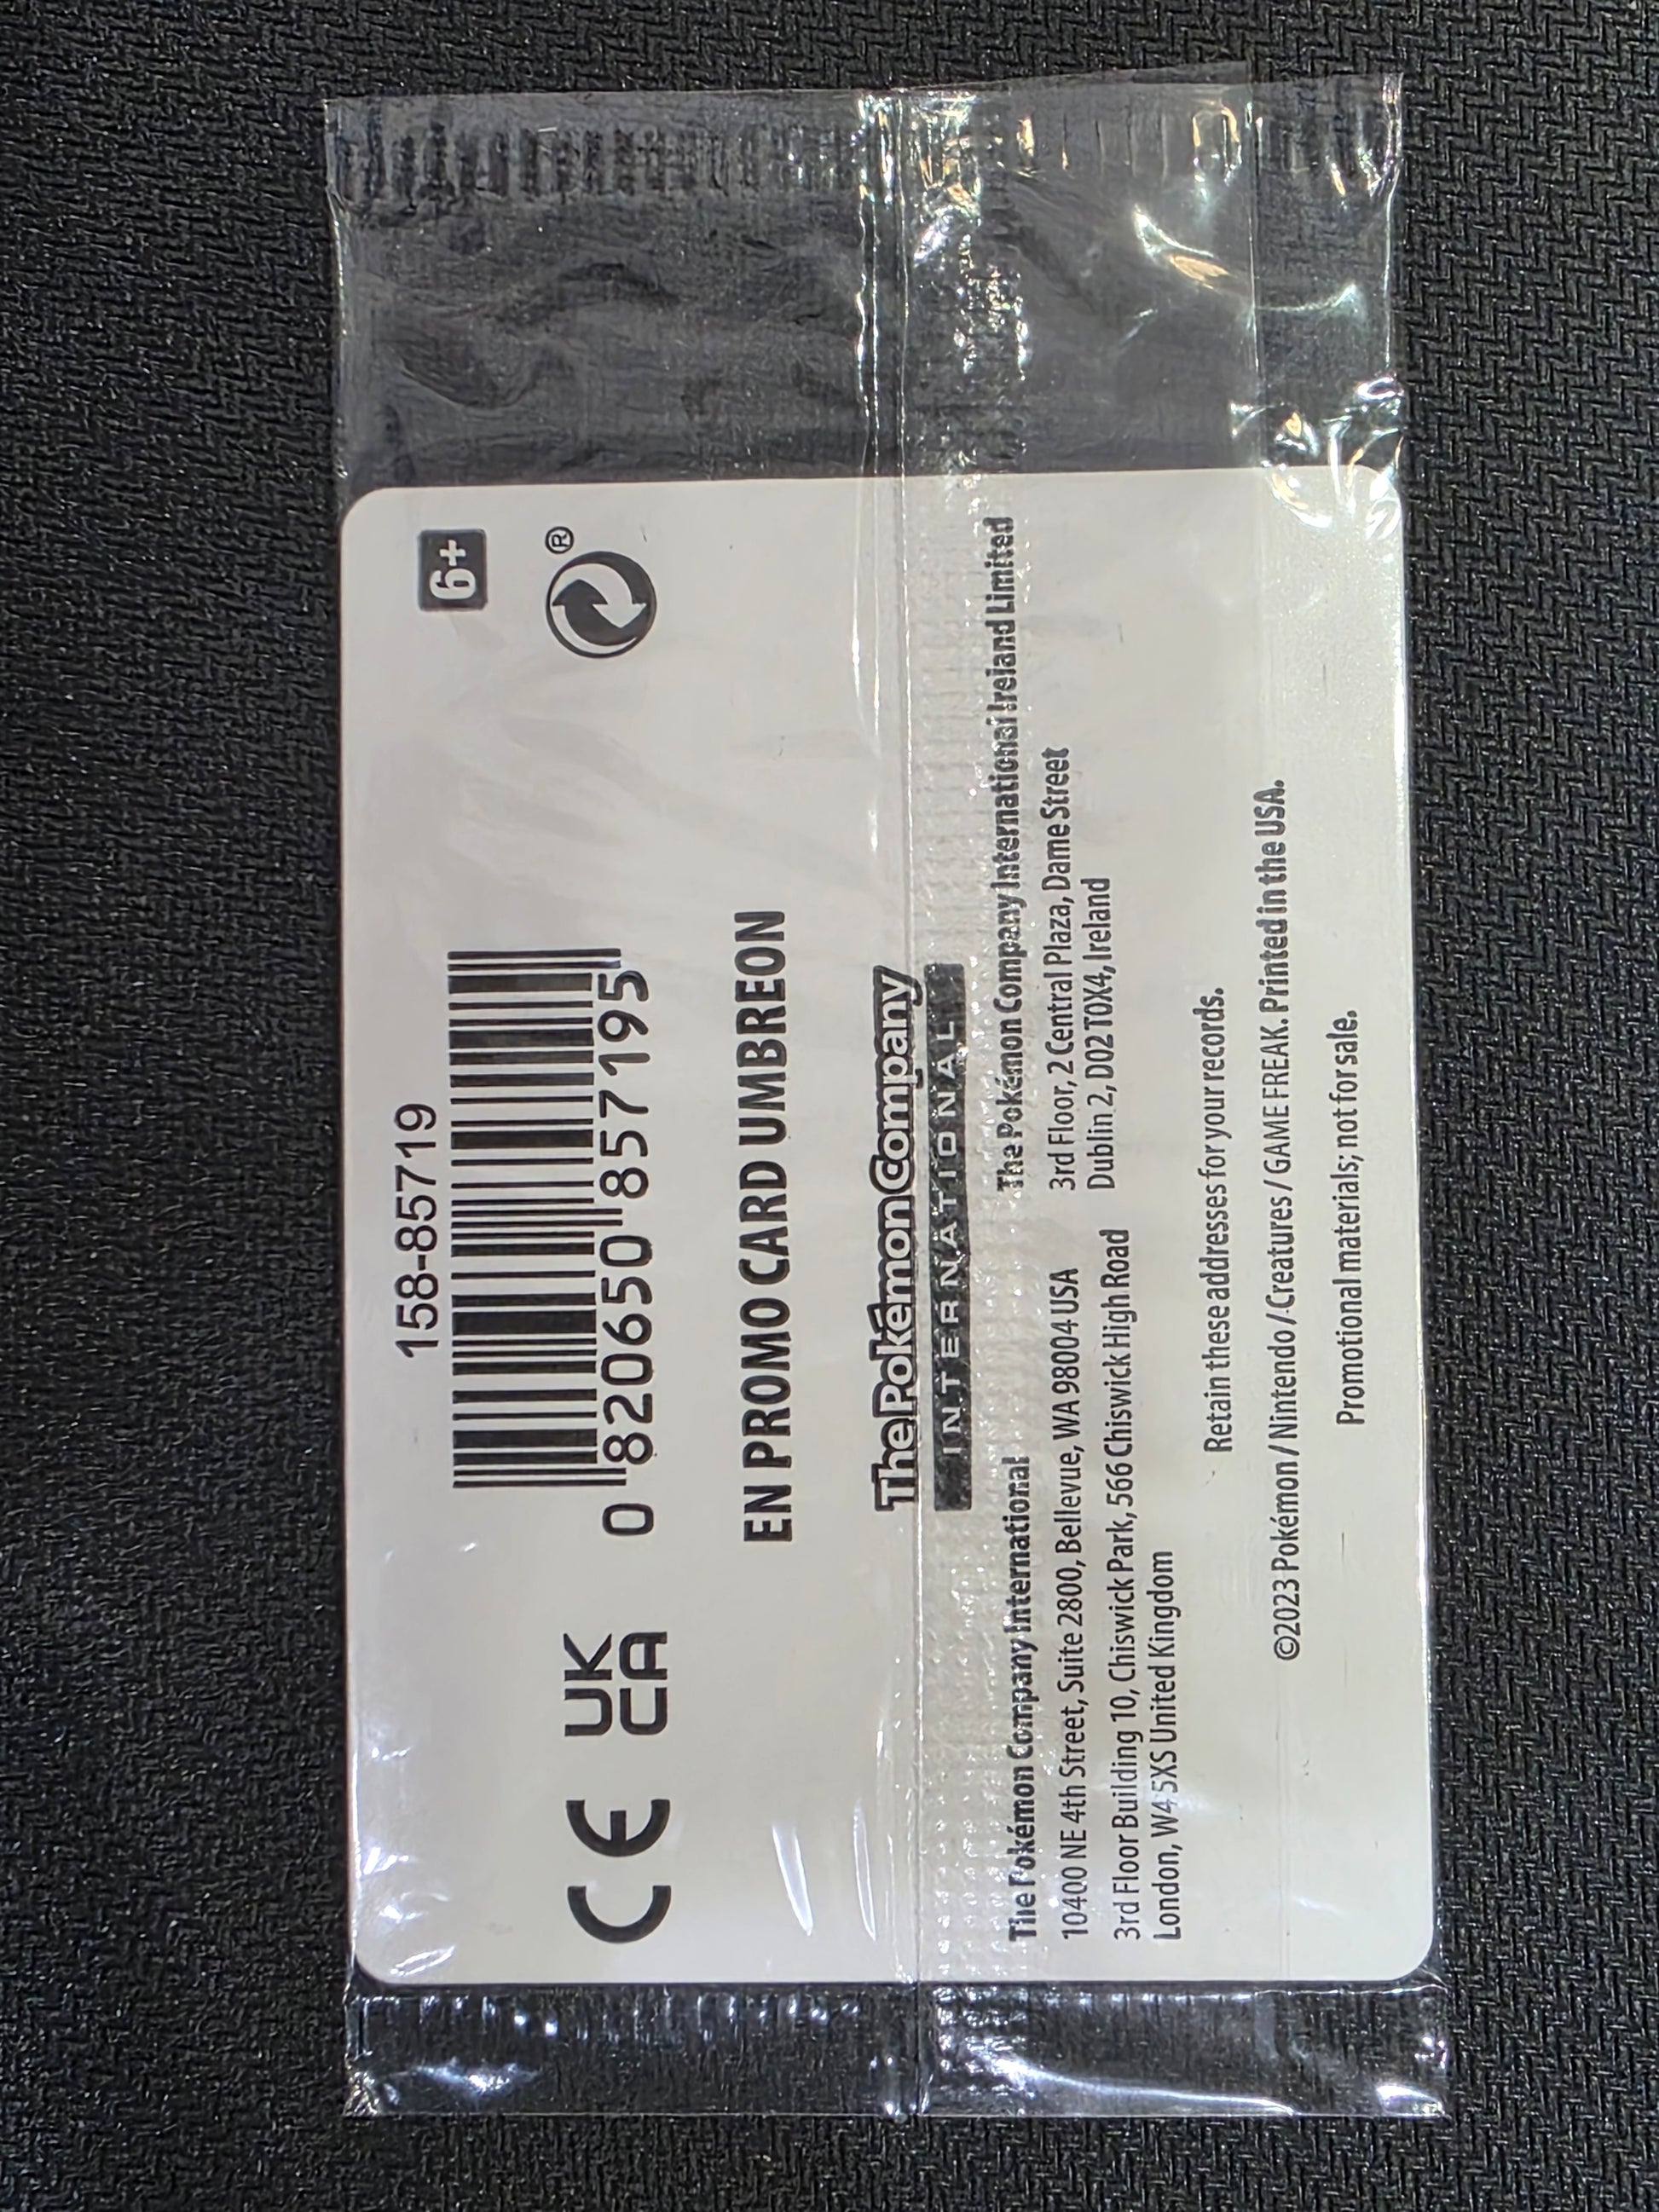 158-85719
6+
0 820650 857195
®
CE UK CA
EN PROMO CARD UMBREON
The Pokémon Company
INTERNATIONAL
The Pokémon Company International
10400 NE 4th Street, Suite 2800, Bellevue, WA 98004 USA
3rd Floor Building 10, Chiswick Park, 566 Chiswick High Road
London, W4 5XS United Kingdom
The Pokémon Company International Ireland Limited
3rd Floor, 2 Central Plaza, Dame Street
Dublin 2, D02 T0X4, Ireland
Retain these addresses for your records.
©2023 Pokémon / Nintendo / Creatures / GAME FREAK. Printed in the USA.
Promotional materials; not for sale.